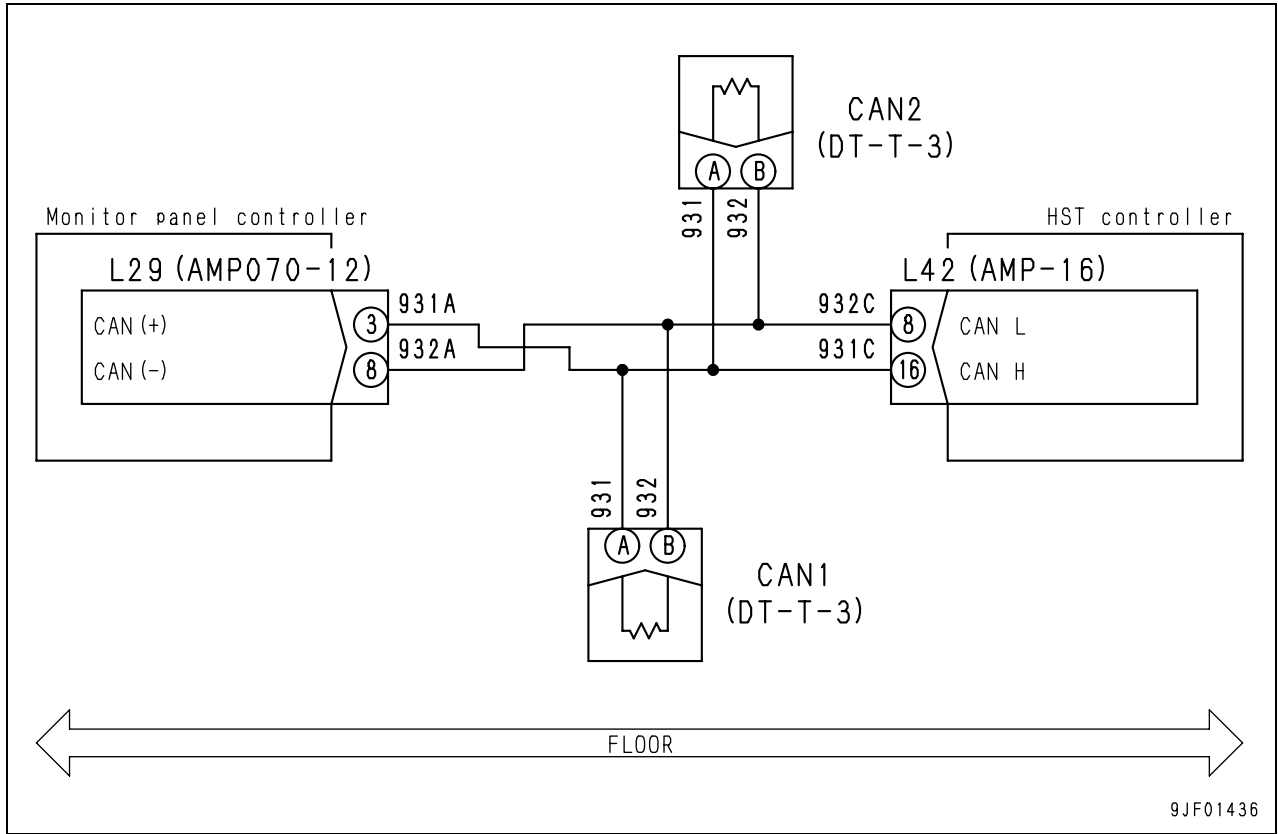 CAN2
(DT-T-3)
A B
931
932
Monitor panel controller
HST controller
L29 (AMP070-12)
L42 (AMP-16)
CAN (+)
3
931A
932C
8
CAN L
CAN (-)
8
932A
931C
16
CAN H
931
932
A B
CAN1
(DT-T-3)
FLOOR
9JF01436